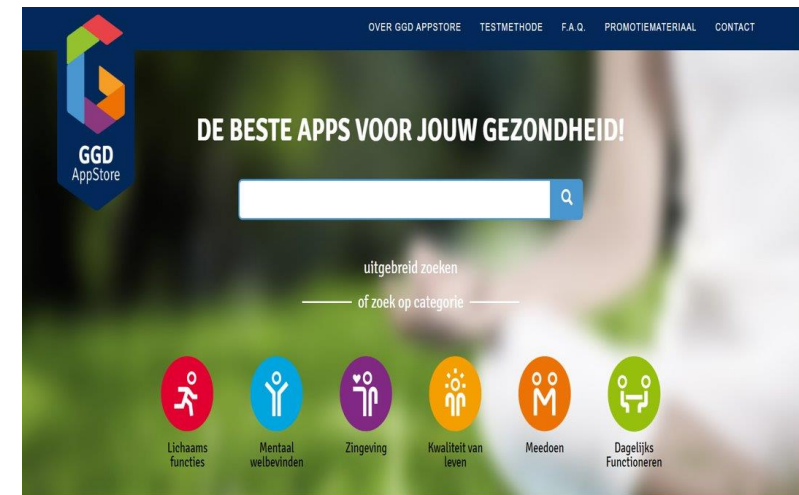 OVER GGD APPSTORE TESTMETHODE F.A.Q. PROMOTIEMATERIAAL CONTACT
GGD
AppStore
DE BESTE APPS VOOR JOUW GEZONDHEID!
uitgebreid zoeken
of zoek op categorie
Lichaams
functies
Mentaal
welbevinden
Zingeving
Kwaliteit van
leven
Meedoen
Dagelijks
Functioneren